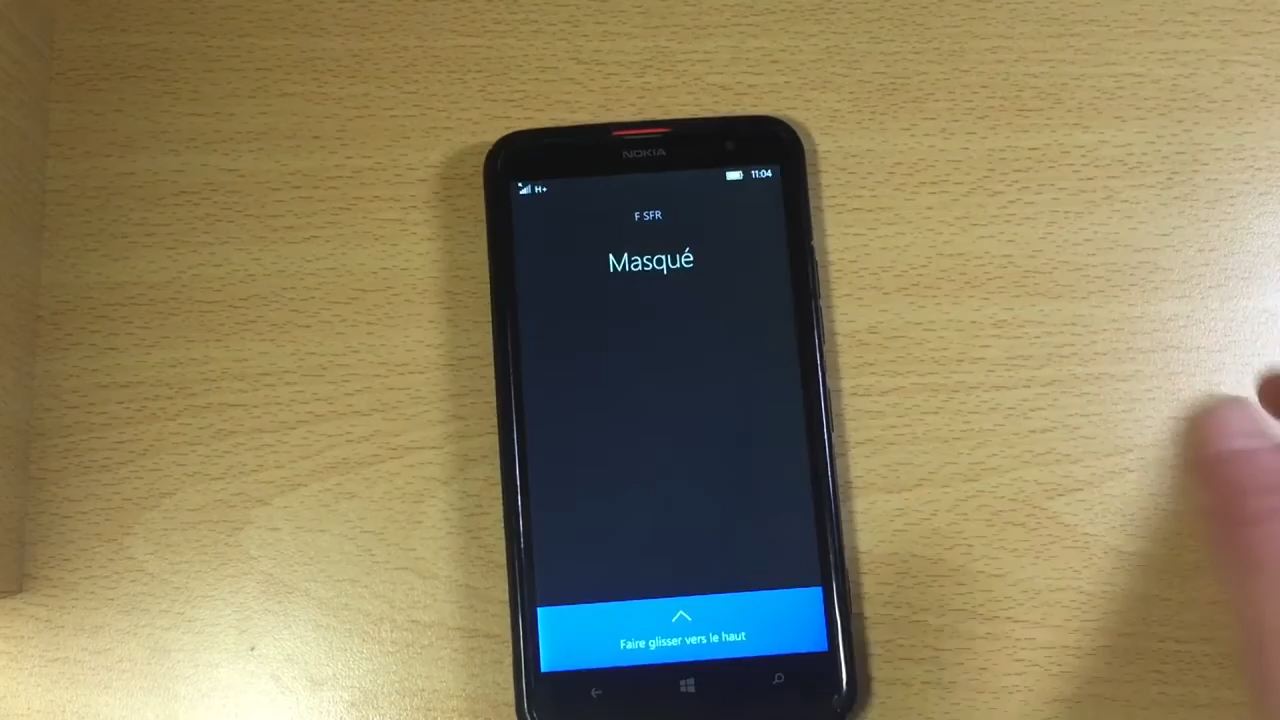 NOKIA
H+ 11:04
F SFR
Masqué
Faire glisser vers le haut